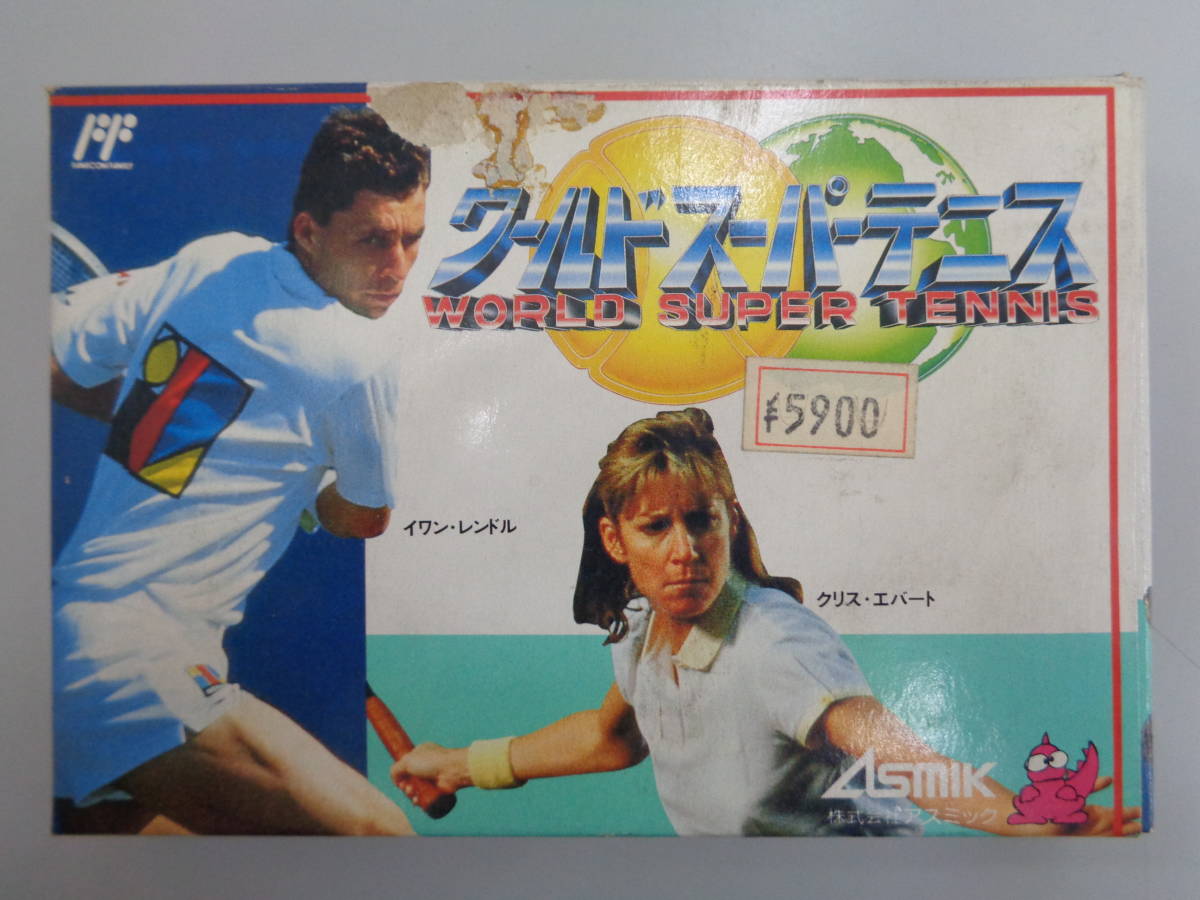 FAMICOM FAMILY
ワールドスーパーテニス
WORLD SUPER TENNIS
¥5900
イワン・レンドル
クリス・エバート
ASMIK
株式会社アスミック